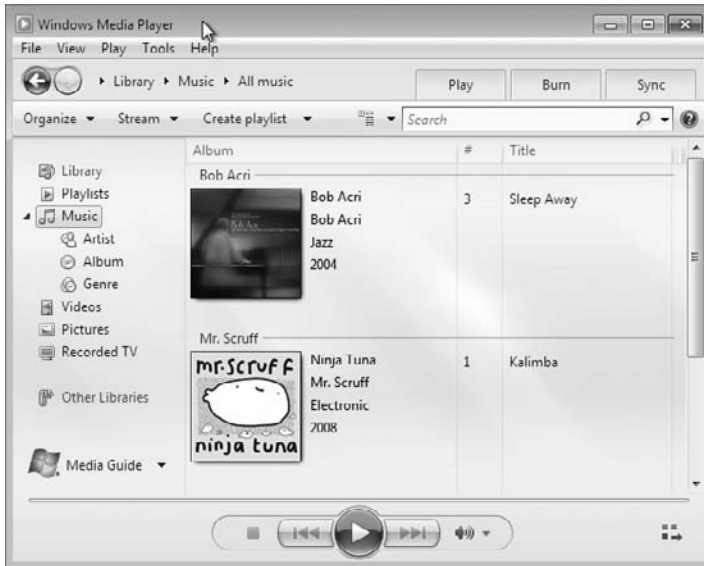 Windows Media Player
File View Play Tools Help
Library Music All music
Play Burn Sync
Organize Stream Create playlist Search
Album # Title
Library
Playlists
Music
Artist
Album
Genre
Videos
Pictures
Recorded TV
Other Libraries
Media Guide
Bob Acri
Bob Acri 3 Sleep Away
Bob Acri
Jazz
2004
Mr. Scruff
mr.scruff
ninja tuna
Ninja Tuna 1 Kalimba
Mr. Scruff
Electronic
2008